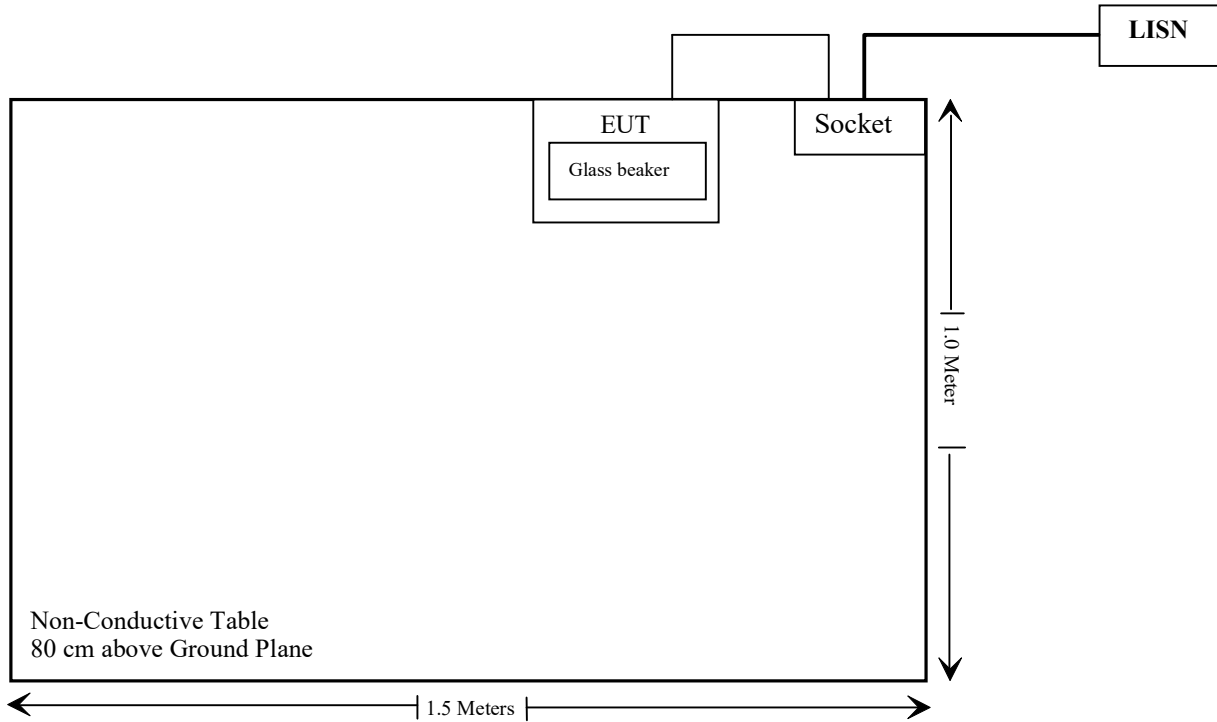 LISN
EUT
Socket
Glass beaker
1.0 Meter
Non-Conductive Table
80 cm above Ground Plane
1.5 Meters